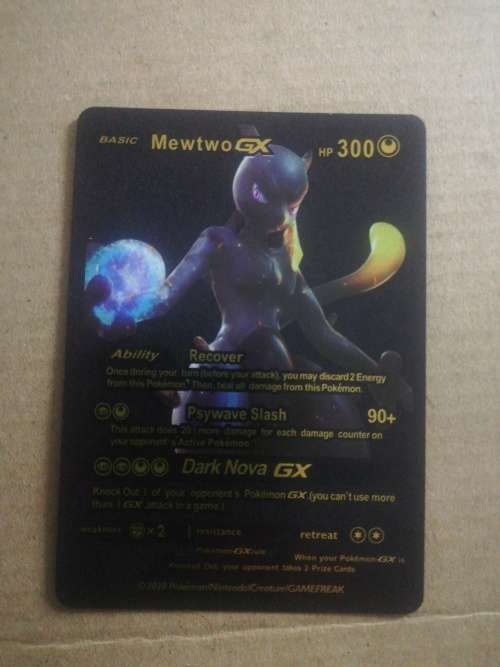 BASIC Mewtwo GX HP 300
Ability Recover
Once during your turn (before your attack), you may discard 2 Energy
from this Pokémon. Then, heal all damage from this Pokémon.
Psywave Slash 90+
This attack does 20 more damage for each damage counter on
your opponent's Active Pokémon.
Dark Nova GX
Knock Out 1 of your opponent's Pokémon GX.(you can't use more
than 1 GX attack in a game.)
weakness ×2 resistance retreat
Pokémon-GX rule When your Pokémon-GX is
Knocked Out, your opponent takes 2 Prize Cards
Pokémon/Nintendo/Creature/GAMEFREAK